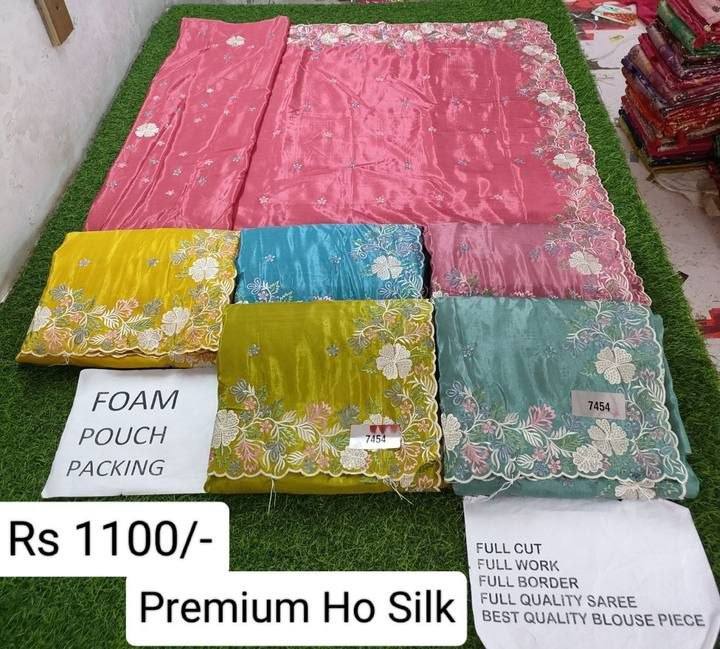 7454
7454
FOAM
POUCH
PACKING
Rs 1100/-
Premium Ho Silk
FULL CUT
FULL WORK
FULL BORDER
FULL QUALITY SAREE
BEST QUALITY BLOUSE PIECE